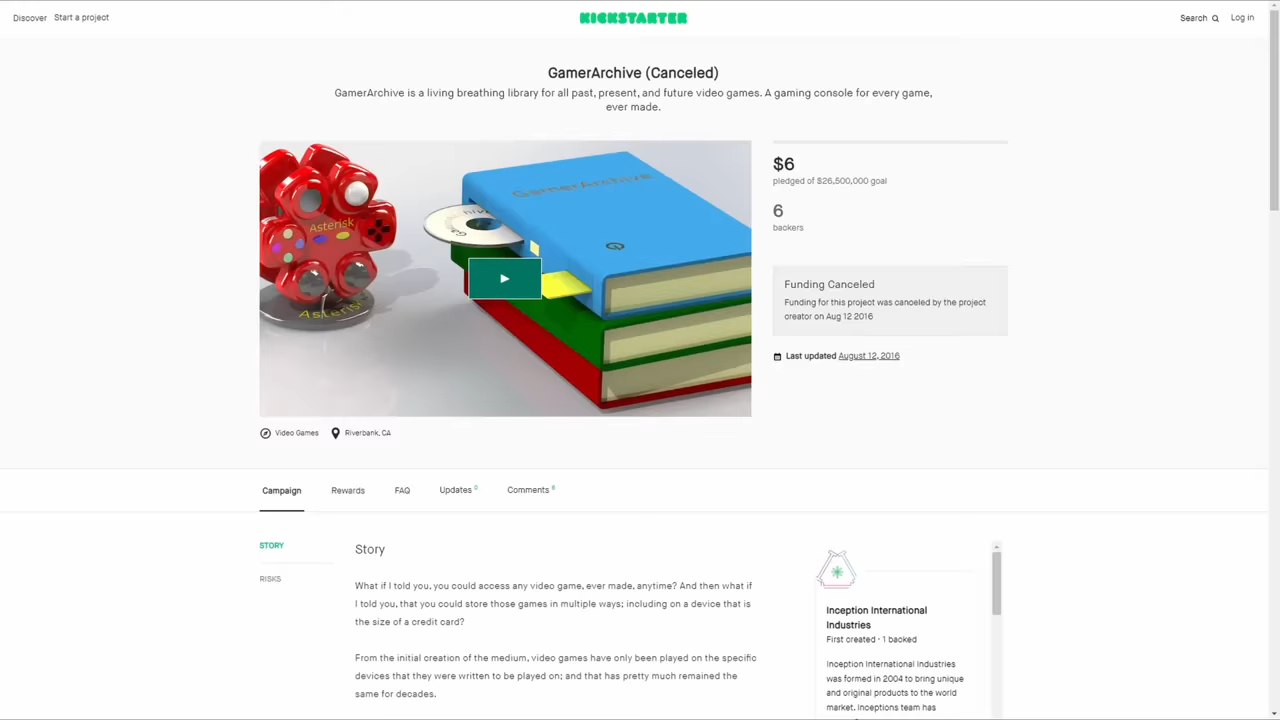 Discover Start a project
KICKSTARTER
Search Log in
GamerArchive (Canceled)
GamerArchive is a living breathing library for all past, present, and future video games. A gaming console for every game,
ever made.
GamerArchive
Asterisk
Asterisk
$6
pledged of $26,500,000 goal
6
backers
Funding Canceled
Funding for this project was canceled by the project
creator on Aug 12 2016
Last updated August 12, 2016
Video Games Riverbank, CA
Campaign Rewards FAQ Updates 0 Comments
STORY
RISKS
Story
What if I told you, you could access any video game, ever made, anytime? And then what if
I told you, that you could store those games in multiple ways; including on a device that is
the size of a credit card?
From the initial creation of the medium, video games have only been played on the specific
devices that they were written to be played on; and that has pretty much remained the
same for decades.
Inception International
Industries
First created · 1 backed
Inception International Industries
was formed in 2004 to bring unique
and original products to the world
market. Inceptions team has